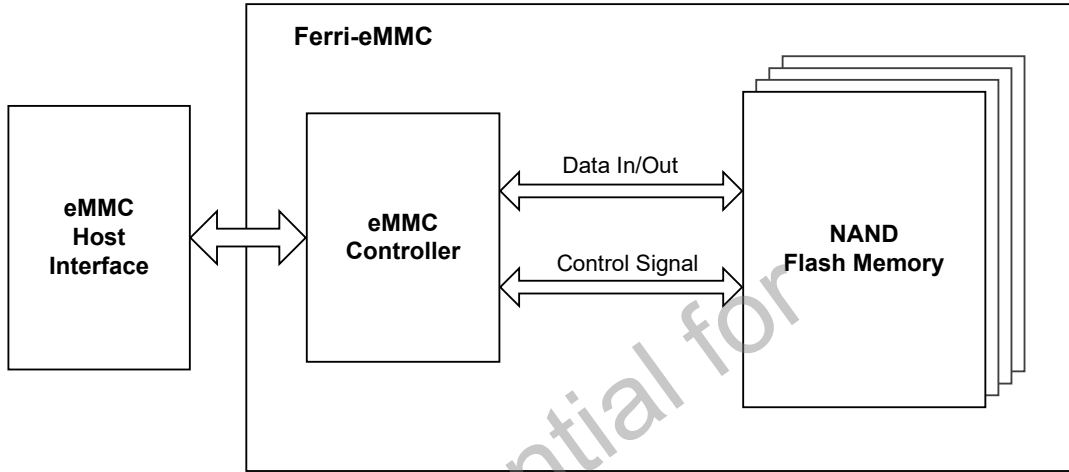 Ferri-eMMC
eMMC
Host
Interface
eMMC
Controller
Data In/Out
Control Signal
NAND
Flash Memory
ntial for